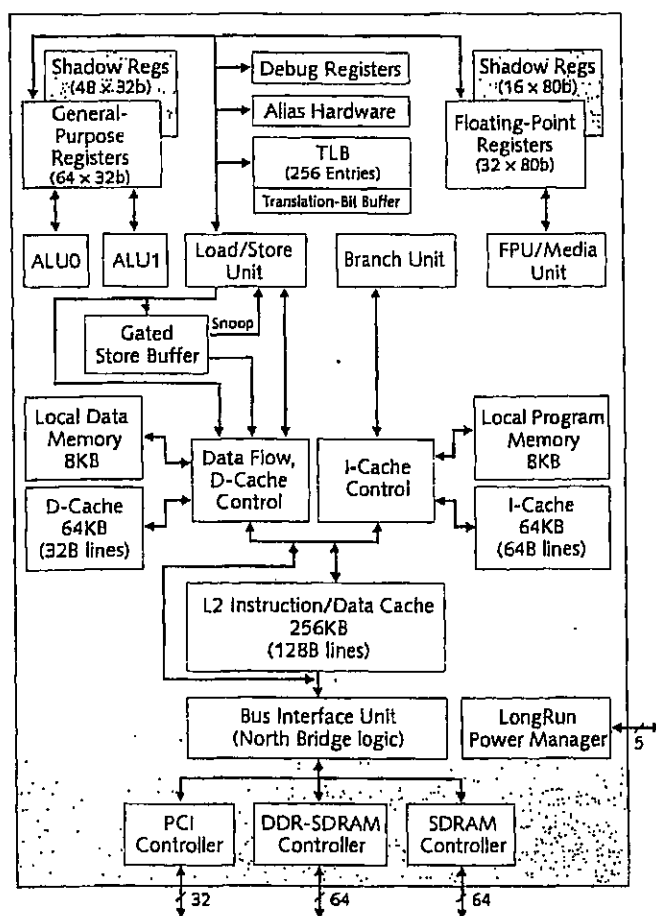 Shadow Regs
(48 x 32b)
General-
Purpose
Registers
(64 x 32b)
Debug Registers
Alias Hardware
TLB
(256 Entries)
Translation-Bit Buffer
Shadow Regs
(16 x 80b)
Floating-Point
Registers
(32 x 80b)
ALU0
ALU1
Load/Store
Unit
Branch Unit
FPU/Media
Unit
Gated
Store Buffer
Snoop
Local Data
Memory
8KB
Data Flow,
D-Cache
Control
I-Cache
Control
Local Program
Memory
8KB
D-Cache
64KB
(32B lines)
I-Cache
64KB
(64B lines)
L2 Instruction/Data Cache
256KB
(128B lines)
Bus Interface Unit
(North Bridge logic)
LongRun
Power Manager
5
PCI
Controller
DDR-SDRAM
Controller
SDRAM
Controller
32
64
64